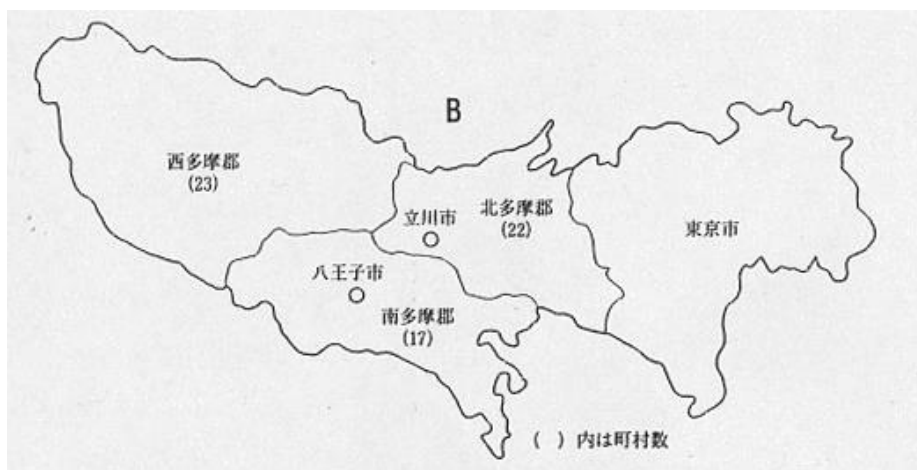 B
西多摩郡
(23)
立川市
北多摩郡
(22)
東京市
八王子市
南多摩郡
(17)
( ) 内は町村数